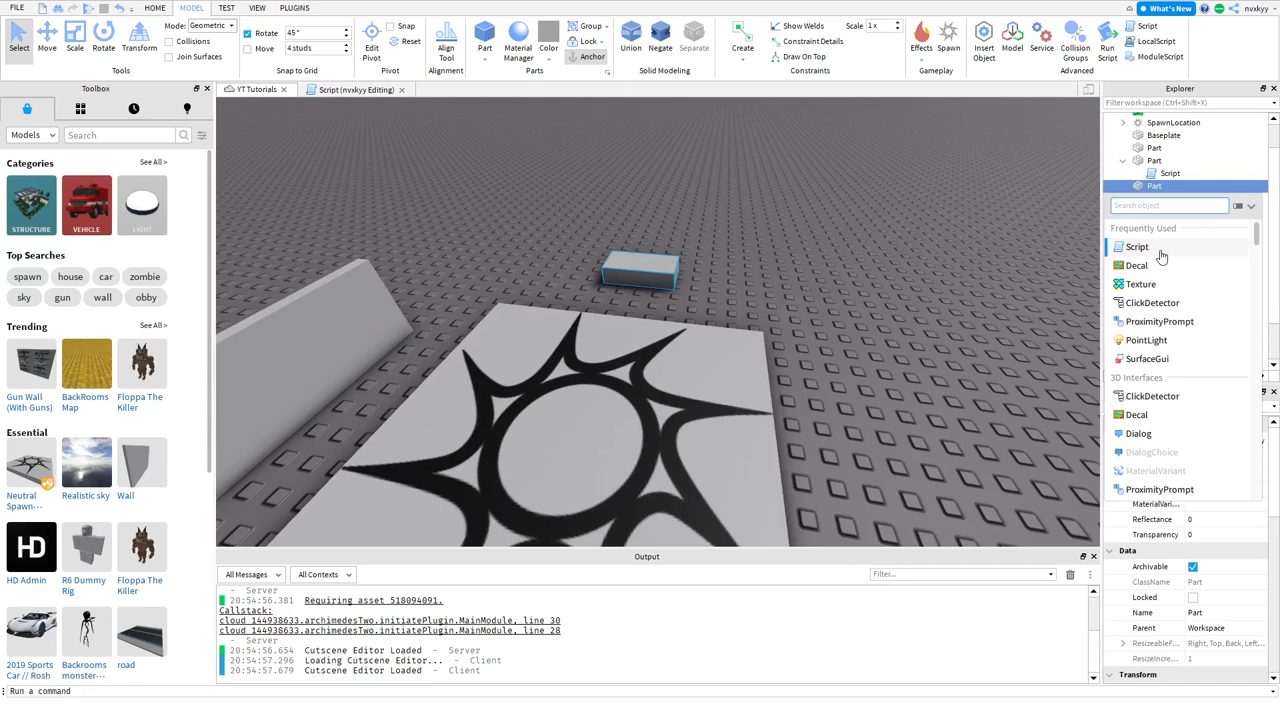 FILE HOME MODEL TEST VIEW PLUGINS What's New nvxkyy
Select Move Scale Rotate Transform Mode: Geometric Collisions Join Surfaces
Tools
Rotate 45° Move 4 studs
Snap to Grid
Edit Pivot Snap Reset
Pivot
Align Tool
Alignment
Part Material Manager Color Group Lock Anchor
Parts
Union Negate Separate
Solid Modeling
Create Show Welds Constraint Details Draw On Top Scale 1x
Constraints
Effects Spawn
Gameplay
Insert Object Model Service Collision Groups Run Script Script LocalScript ModuleScript
Advanced
Toolbox
YT Tutorials Script (nvxkyy Editing)
Models Search
Categories See All >
STRUCTURE VEHICLE LIGHT
Top Searches
spawn house car zombie
sky gun wall obby
Trending See All >
Gun Wall (With Guns) BackRooms Map Floppa The Killer
Essential
Neutral Spawn... Realistic sky Wall
HD
HD Admin R6 Dummy Rig Floppa The Killer
2019 Sports Car // Rosh Backrooms monster... road
Explorer
Filter workspace (Ctrl+Shift+X)
SpawnLocation
Baseplate
Part
Part
Script
Part
Search object
Frequently Used
Script
Decal
Texture
ClickDetector
ProximityPrompt
PointLight
SurfaceGui
3D Interfaces
ClickDetector
Decal
Dialog
DialogChoice
MaterialVariant
ProximityPrompt
MaterialVari...
Reflectance 0
Transparency 0
Data
Archivable
ClassName Part
Locked
Name Part
Parent Workspace
ResizeableF... Right, Top, Back, Left...
ResizeIncre... 1
Transform
Output
All Messages All Contexts Filter...
- Server
20:54:56.381 Requiring asset 518094091.
Callstack:
cloud_144938633.archimedesTwo.initiatePlugin.MainModule, line 30
cloud_144938633.archimedesTwo.initiatePlugin.MainModule, line 28
- Server
20:54:56.654 Cutscene Editor Loaded - Server
20:54:57.296 Loading Cutscene Editor... - Client
20:54:57.679 Cutscene Editor Loaded - Client
Run a command